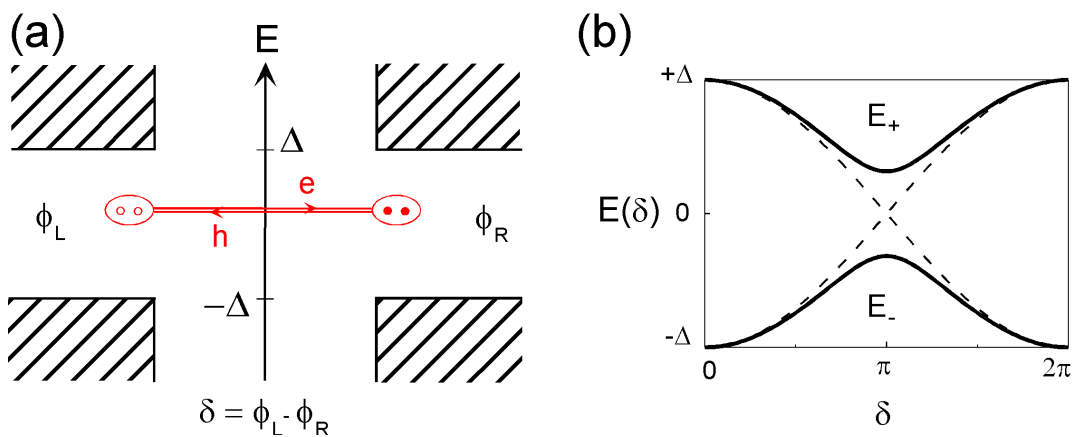 (a)
E
Δ
e
h
ϕL
ϕR
−Δ
δ = ϕL- ϕR
(b)
+Δ
E+
E(δ)
0
E-
-Δ
0
π
2π
δ